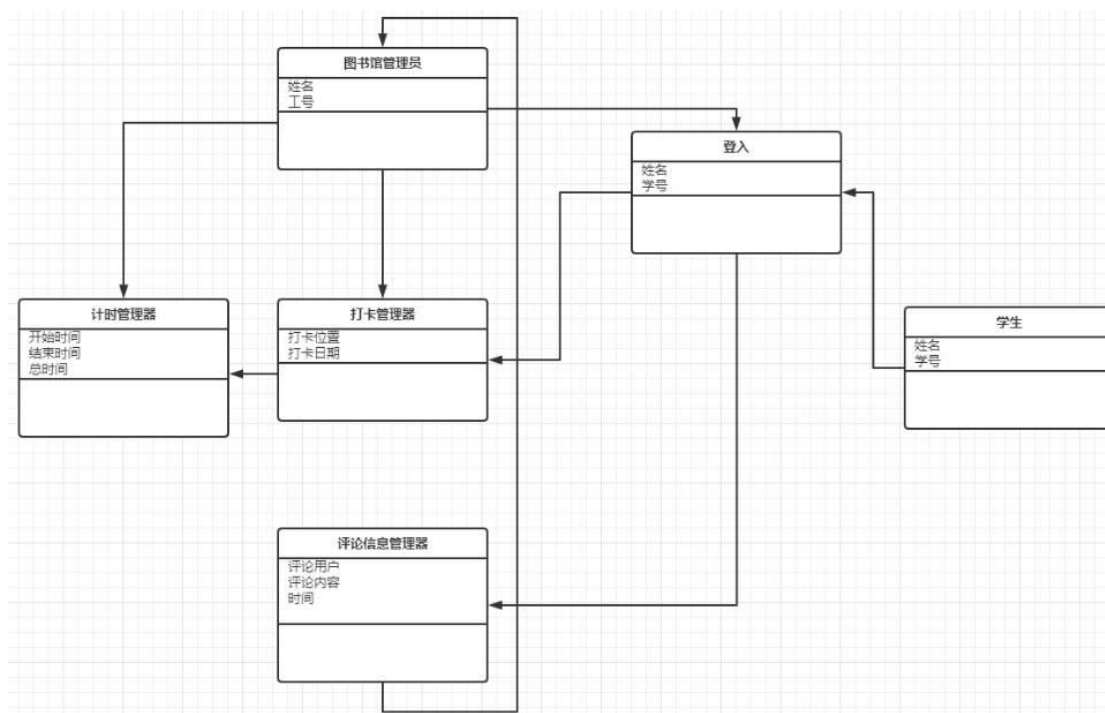 图书馆管理员
姓名
工号
登入
姓名
学号
计时管理器
开始时间
结束时间
总时间
打卡管理器
打卡位置
打卡日期
学生
姓名
学号
评论信息管理器
评论用户
评论内容
时间